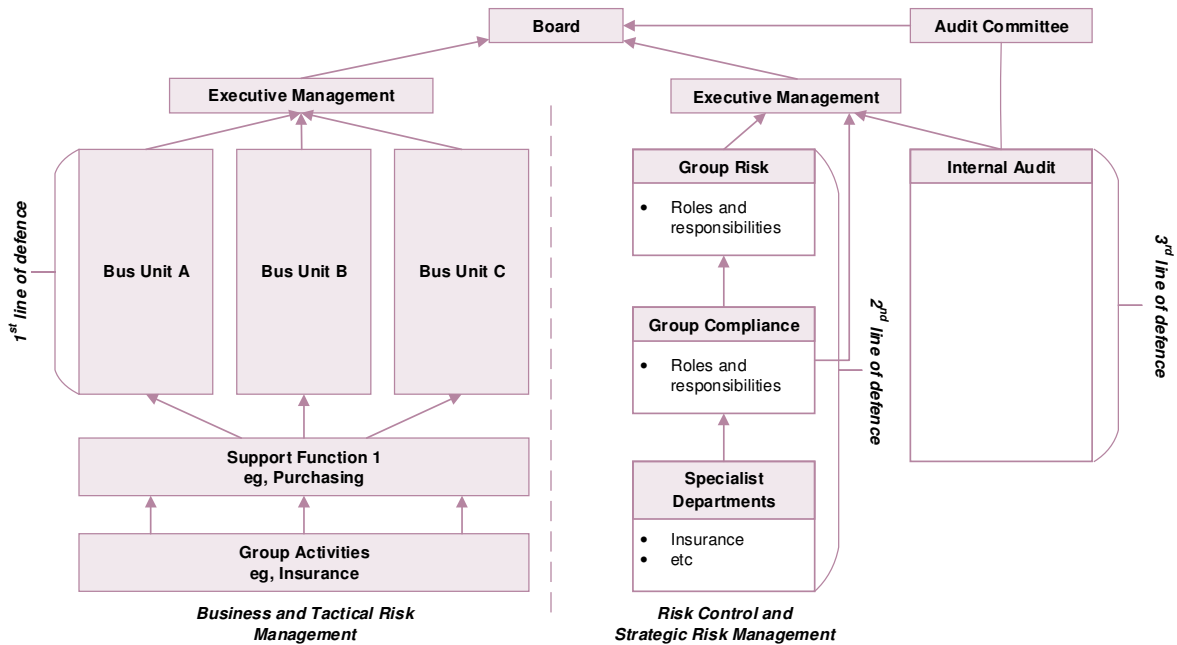 Board
Audit Committee
Executive Management
Executive Management
1st line of defence
Bus Unit A
Bus Unit B
Bus Unit C
Support Function 1
eg, Purchasing
Group Activities
eg, Insurance
Business and Tactical Risk
Management
Group Risk
• Roles and
responsibilities
Group Compliance
• Roles and
responsibilities
Specialist
Departments
• Insurance
• etc
2nd line of defence
Risk Control and
Strategic Risk Management
Internal Audit
3rd line of defence